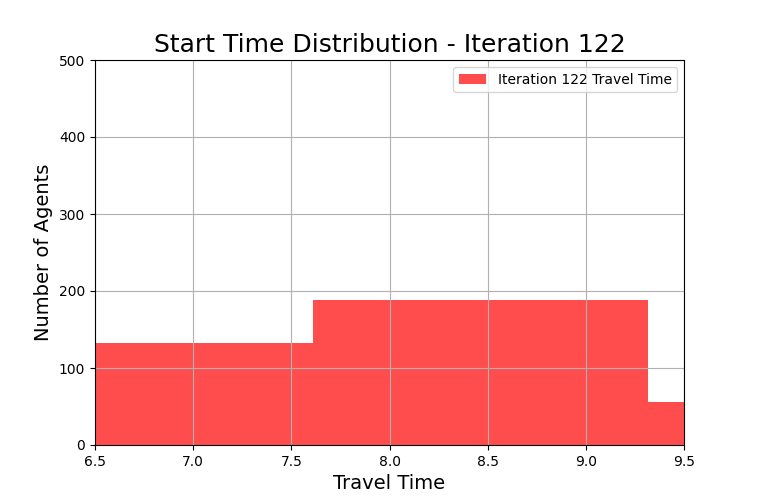 Start Time Distribution - Iteration 122
Iteration 122 Travel Time
Number of Agents
500
400
300
200
100
0
6.5 7.0 7.5 8.0 8.5 9.0 9.5
Travel Time